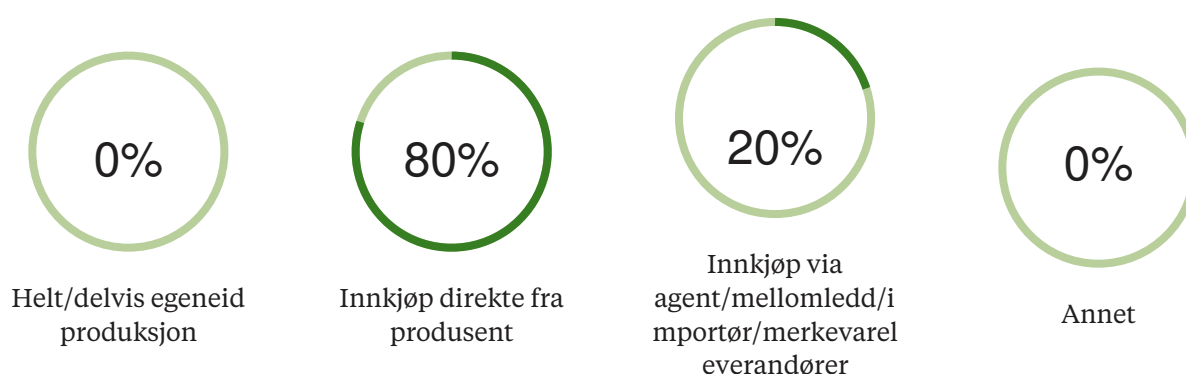 0%
Helt/delvis egeneid
produksjon
80%
Innkjøp direkte fra
produsent
20%
Innkjøp via
agent/mellomledd/i
mportør/merkevarel
everandører
0%
Annet